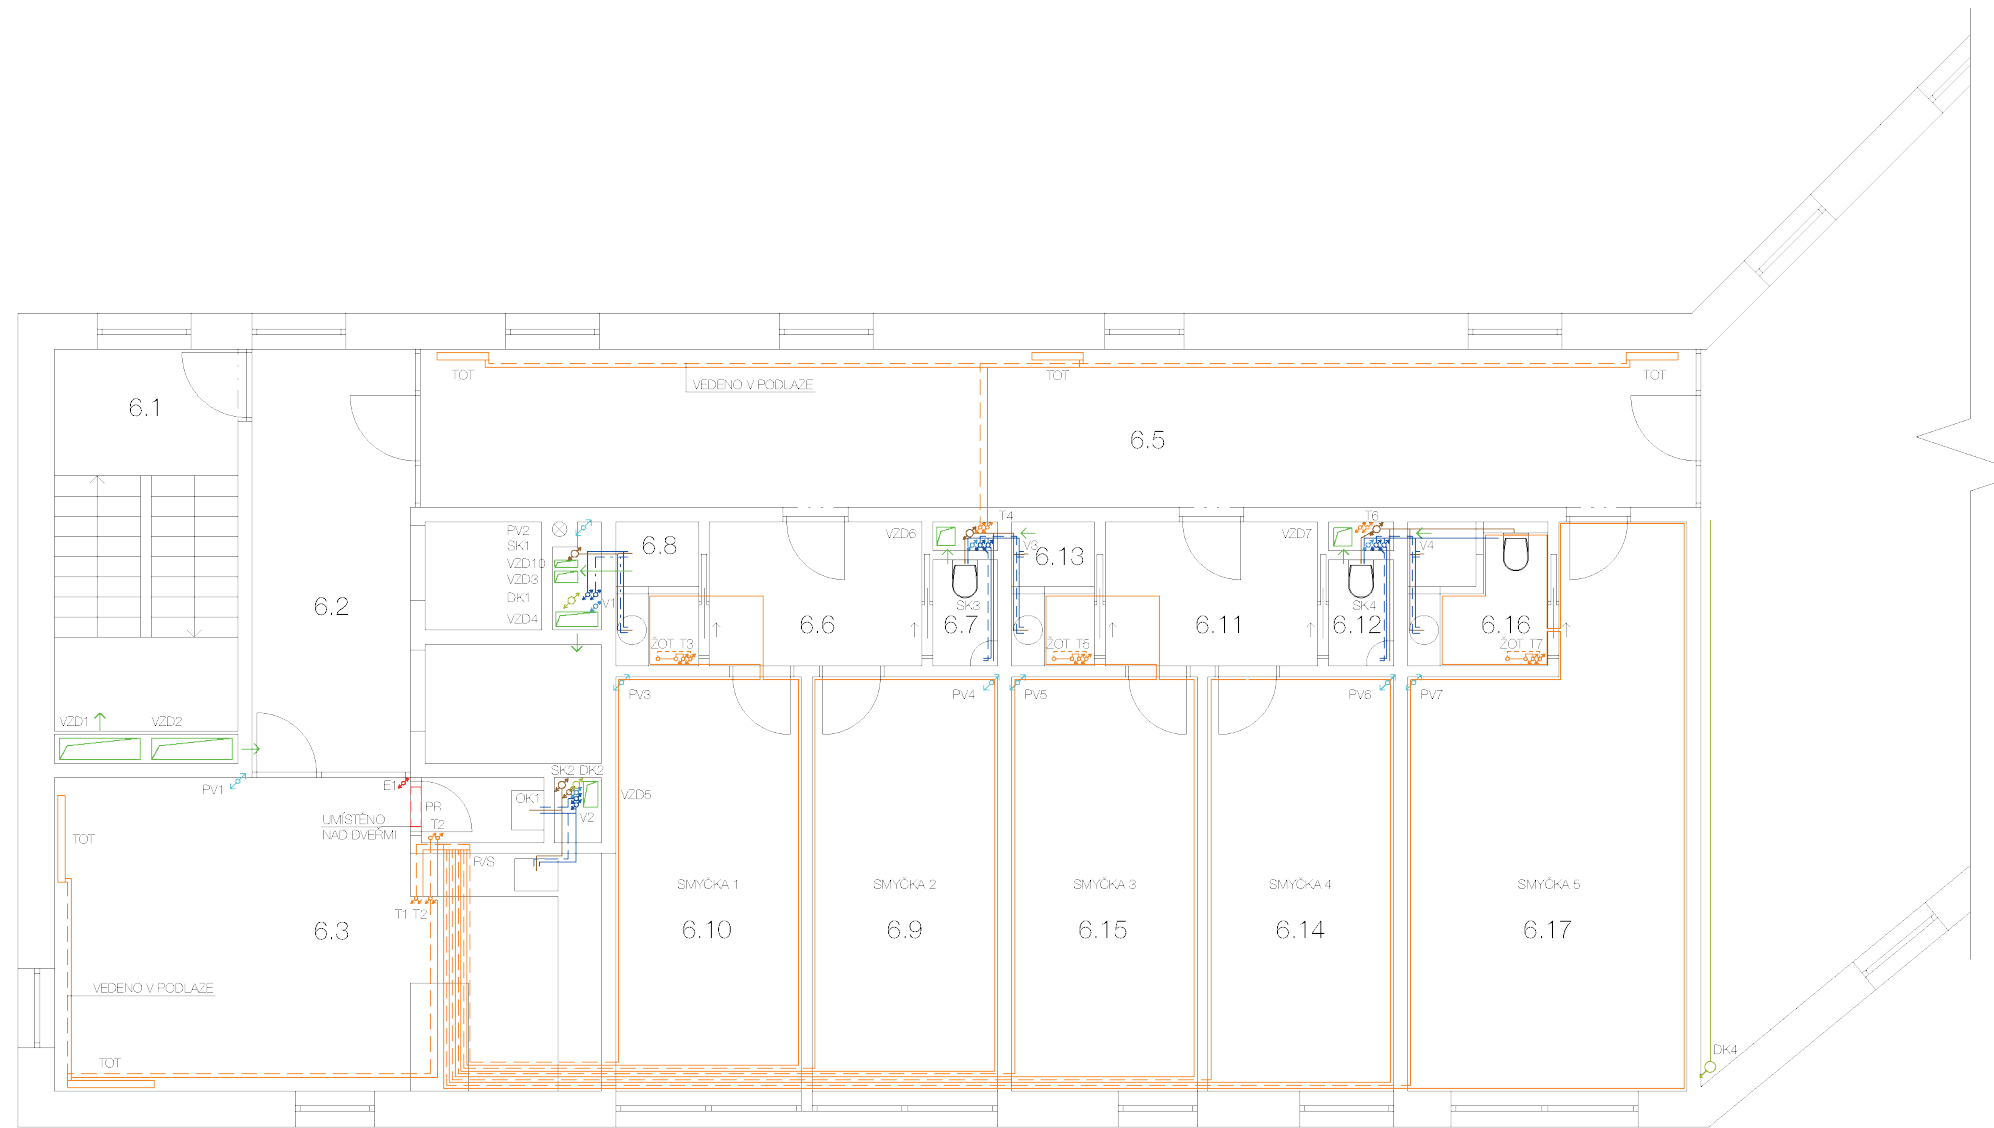 TOT
VEDENO V PODLAZE
TOT
TOT
6.1
6.5
PV2
SK1
VZD10
VZD3
DK1
VZD4
V1
6.8
VZD6
T4
V3
6.13
VZD7
T6
V4
6.2
6.6
SK3
6.7
6.11
SK4
6.12
6.16
ŽOT T3
ŽOT T5
ŽOT T7
PV3
PV4
PV5
PV6
PV7
VZD1
VZD2
PV1
E1
SK2 DK2
OK1
VZD5
PR
V2
UMÍSTĚNO
NAD DVEŘMI
T2
TOT
R/S
SMYČKA 1
SMYČKA 2
SMYČKA 3
SMYČKA 4
SMYČKA 5
T1 T2
6.3
6.10
6.9
6.15
6.14
6.17
VEDENO V PODLAZE
TOT
DK4